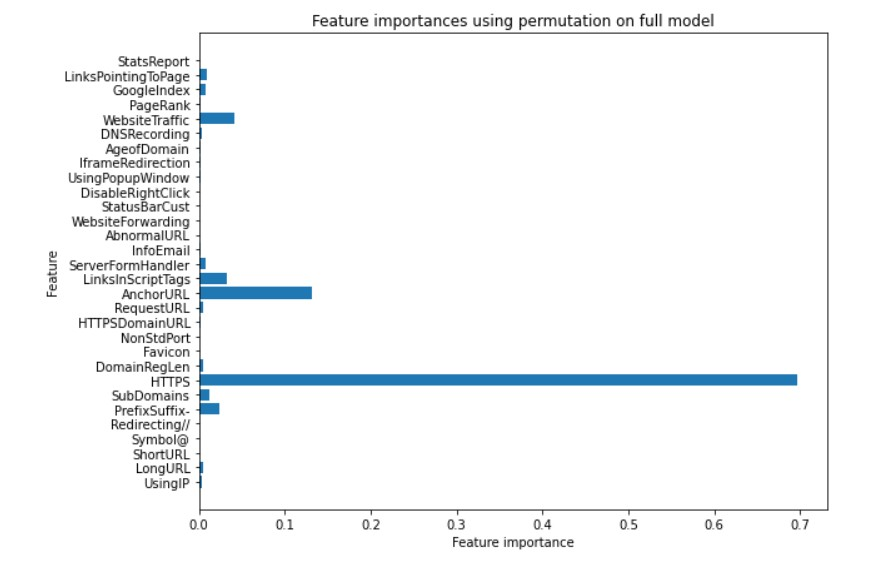 Feature importances using permutation on full model
StatsReport
LinksPointingToPage
GoogleIndex
PageRank
WebsiteTraffic
DNSRecording
AgeofDomain
IframeRedirection
UsingPopupWindow
DisableRightClick
StatusBarCust
WebsiteForwarding
AbnormalURL
InfoEmail
ServerFormHandler
LinksInScriptTags
AnchorURL
RequestURL
HTTPSDomainURL
NonStdPort
Favicon
DomainRegLen
HTTPS
SubDomains
PrefixSuffix-
Redirecting//
Symbol@
ShortURL
LongURL
UsingIP
Feature
0.0 0.1 0.2 0.3 0.4 0.5 0.6 0.7
Feature importance